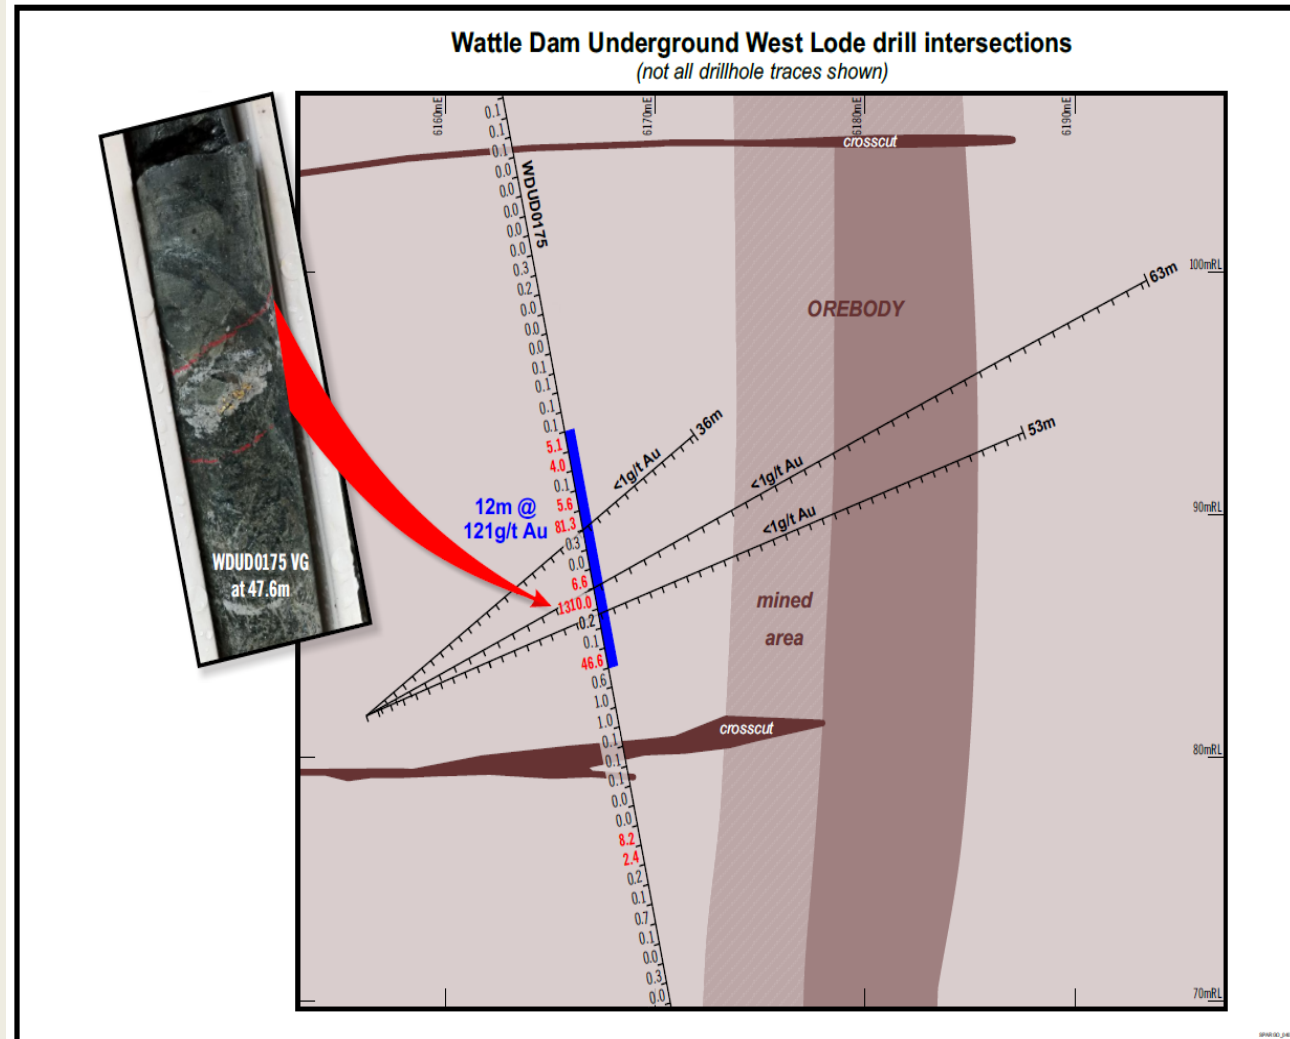 Wattle Dam Underground West Lode drill intersections
(not all drillhole traces shown)
6160mE
6170mE
6180mE
6190mE
crosscut
WDUD0175
0.1
0.1
0.1
0.0
0.0
0.0
0.0
0.0
0.3
0.2
0.0
0.0
0.0
0.1
0.1
0.1
0.1
5.1
4.0
0.1
5.6
81.3
0.3
0.0
6.6
1310.0
0.2
0.1
46.6
0.6
1.0
1.0
0.1
0.1
0.1
0.0
0.0
8.2
2.4
0.2
0.1
0.7
0.1
0.0
0.3
0.0
100mRL
63m
OREBODY
36m
<1g/t Au
53m
<1g/t Au
<1g/t Au
12m @
121g/t Au
90mRL
WDUD0175 VG
at 47.6m
mined
area
crosscut
80mRL
70mRL